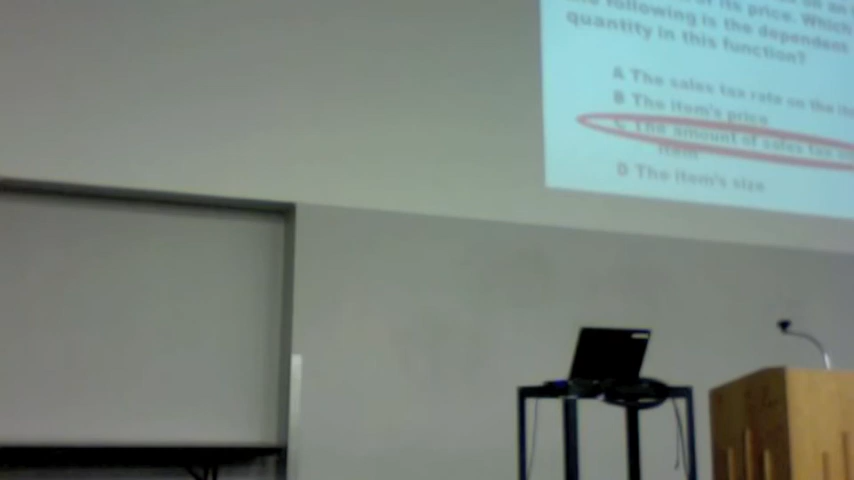 of its price. Which
following is the dependent
quantity in this function?
A The sales tax rate on the
B The item's price
C The amount of sales tax
item
D The item's size